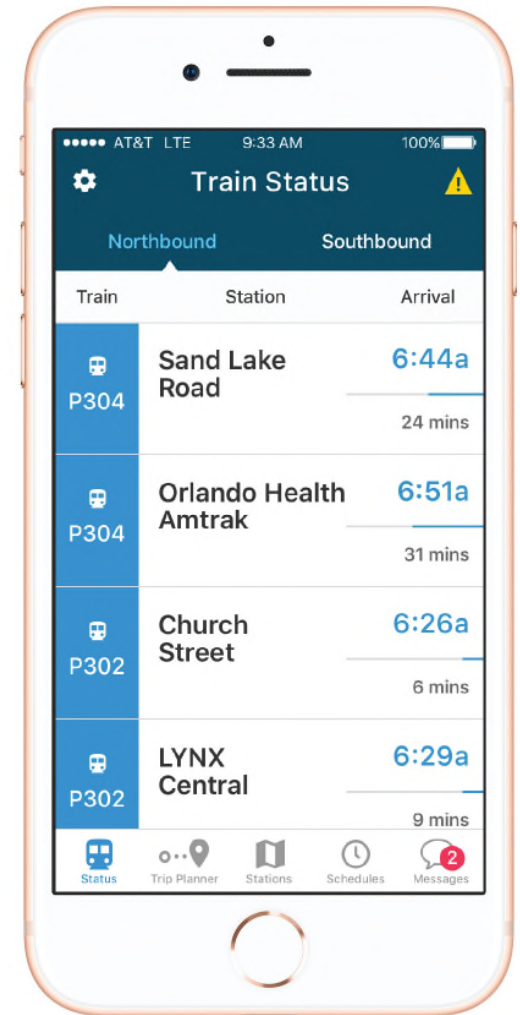 AT&T LTE 9:33 AM 100%
Train Status
Northbound Southbound
Train Station Arrival
P304
Sand Lake
Road
6:44a
24 mins
P304
Orlando Health
Amtrak
6:51a
31 mins
P302
Church
Street
6:26a
6 mins
P302
LYNX
Central
6:29a
9 mins
2
Status Trip Planner Stations Schedules Messages